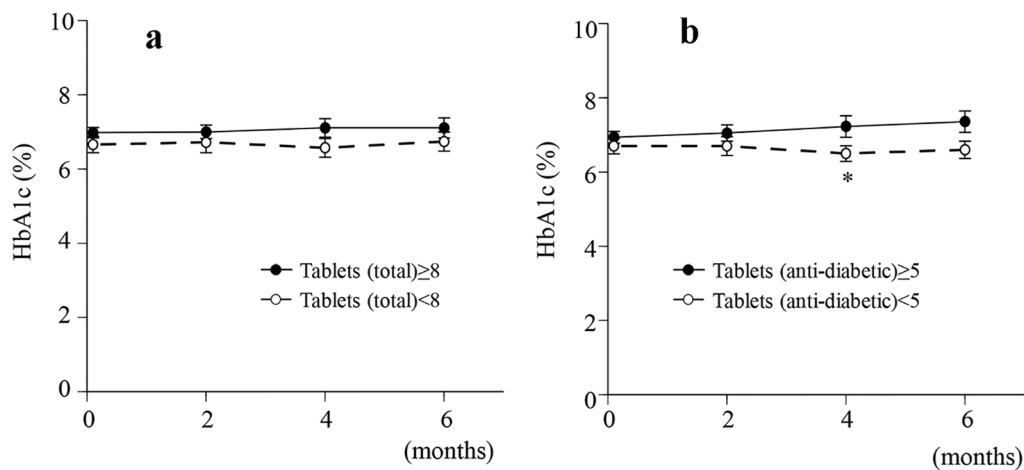 a
10
8
6
4
2
0
HbA1c (%)
Tablets (total)≥8
Tablets (total)<8
0 2 4 6
(months)
b
10
8
6
4
2
0
HbA1c (%)
*
Tablets (anti-diabetic)≥5
Tablets (anti-diabetic)<5
0 2 4 6
(months)